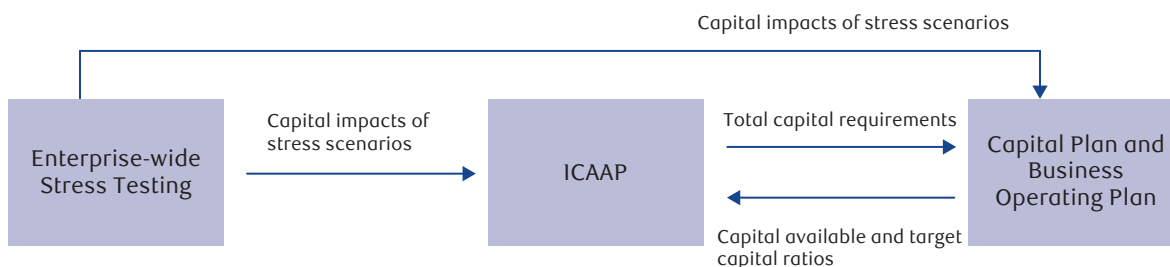 Capital impacts of stress scenarios
Enterprise-wide
Stress Testing
Capital impacts of
stress scenarios
ICAAP
Total capital requirements
Capital available and target
capital ratios
Capital Plan and
Business
Operating Plan